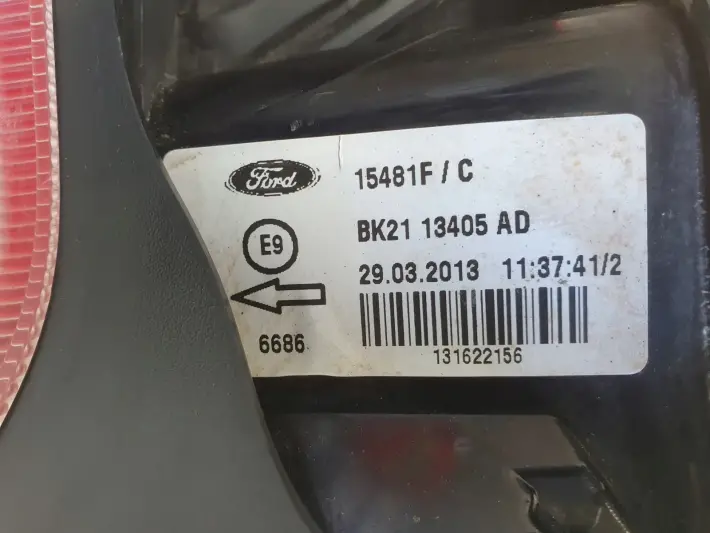 Ford 15481F / C
E9 BK21 13405 AD
29.03.2013 11:37:41/2
6686
131622156